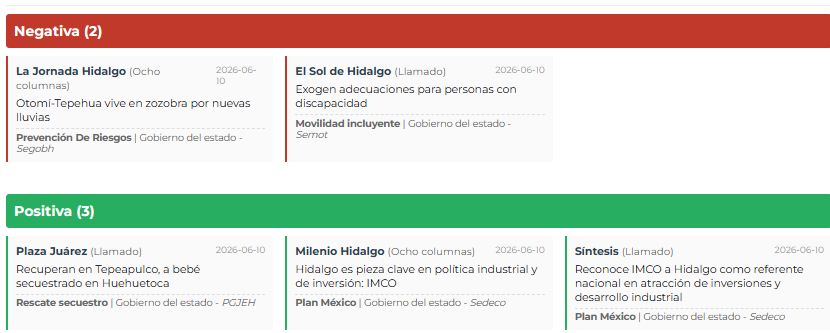 Negativa (2)
La Jornada Hidalgo (Ocho columnas) 2026-06-10
Otomí-Tepehua vive en zozobra por nuevas
lluvias
Prevención De Riesgos | Gobierno del estado -
Segobh
El Sol de Hidalgo (Llamado) 2026-06-10
Exogen adecuaciones para personas con
discapacidad
Movilidad incluyente | Gobierno del estado -
Semot
Positiva (3)
Plaza Juárez (Llamado) 2026-06-10
Recuperan en Tepeapulco, a bebé
secuestrado en Huehuetoca
Rescate secuestro | Gobierno del estado - PGJEH
Milenio Hidalgo (Ocho columnas) 2026-06-10
Hidalgo es pieza clave en política industrial y
de inversión: IMCO
Plan México | Gobierno del estado - Sedeco
Síntesis (Llamado) 2026-06-10
Reconoce IMCO a Hidalgo como referente
nacional en atracción de inversiones y
desarrollo industrial
Plan México | Gobierno del estado - Sedeco